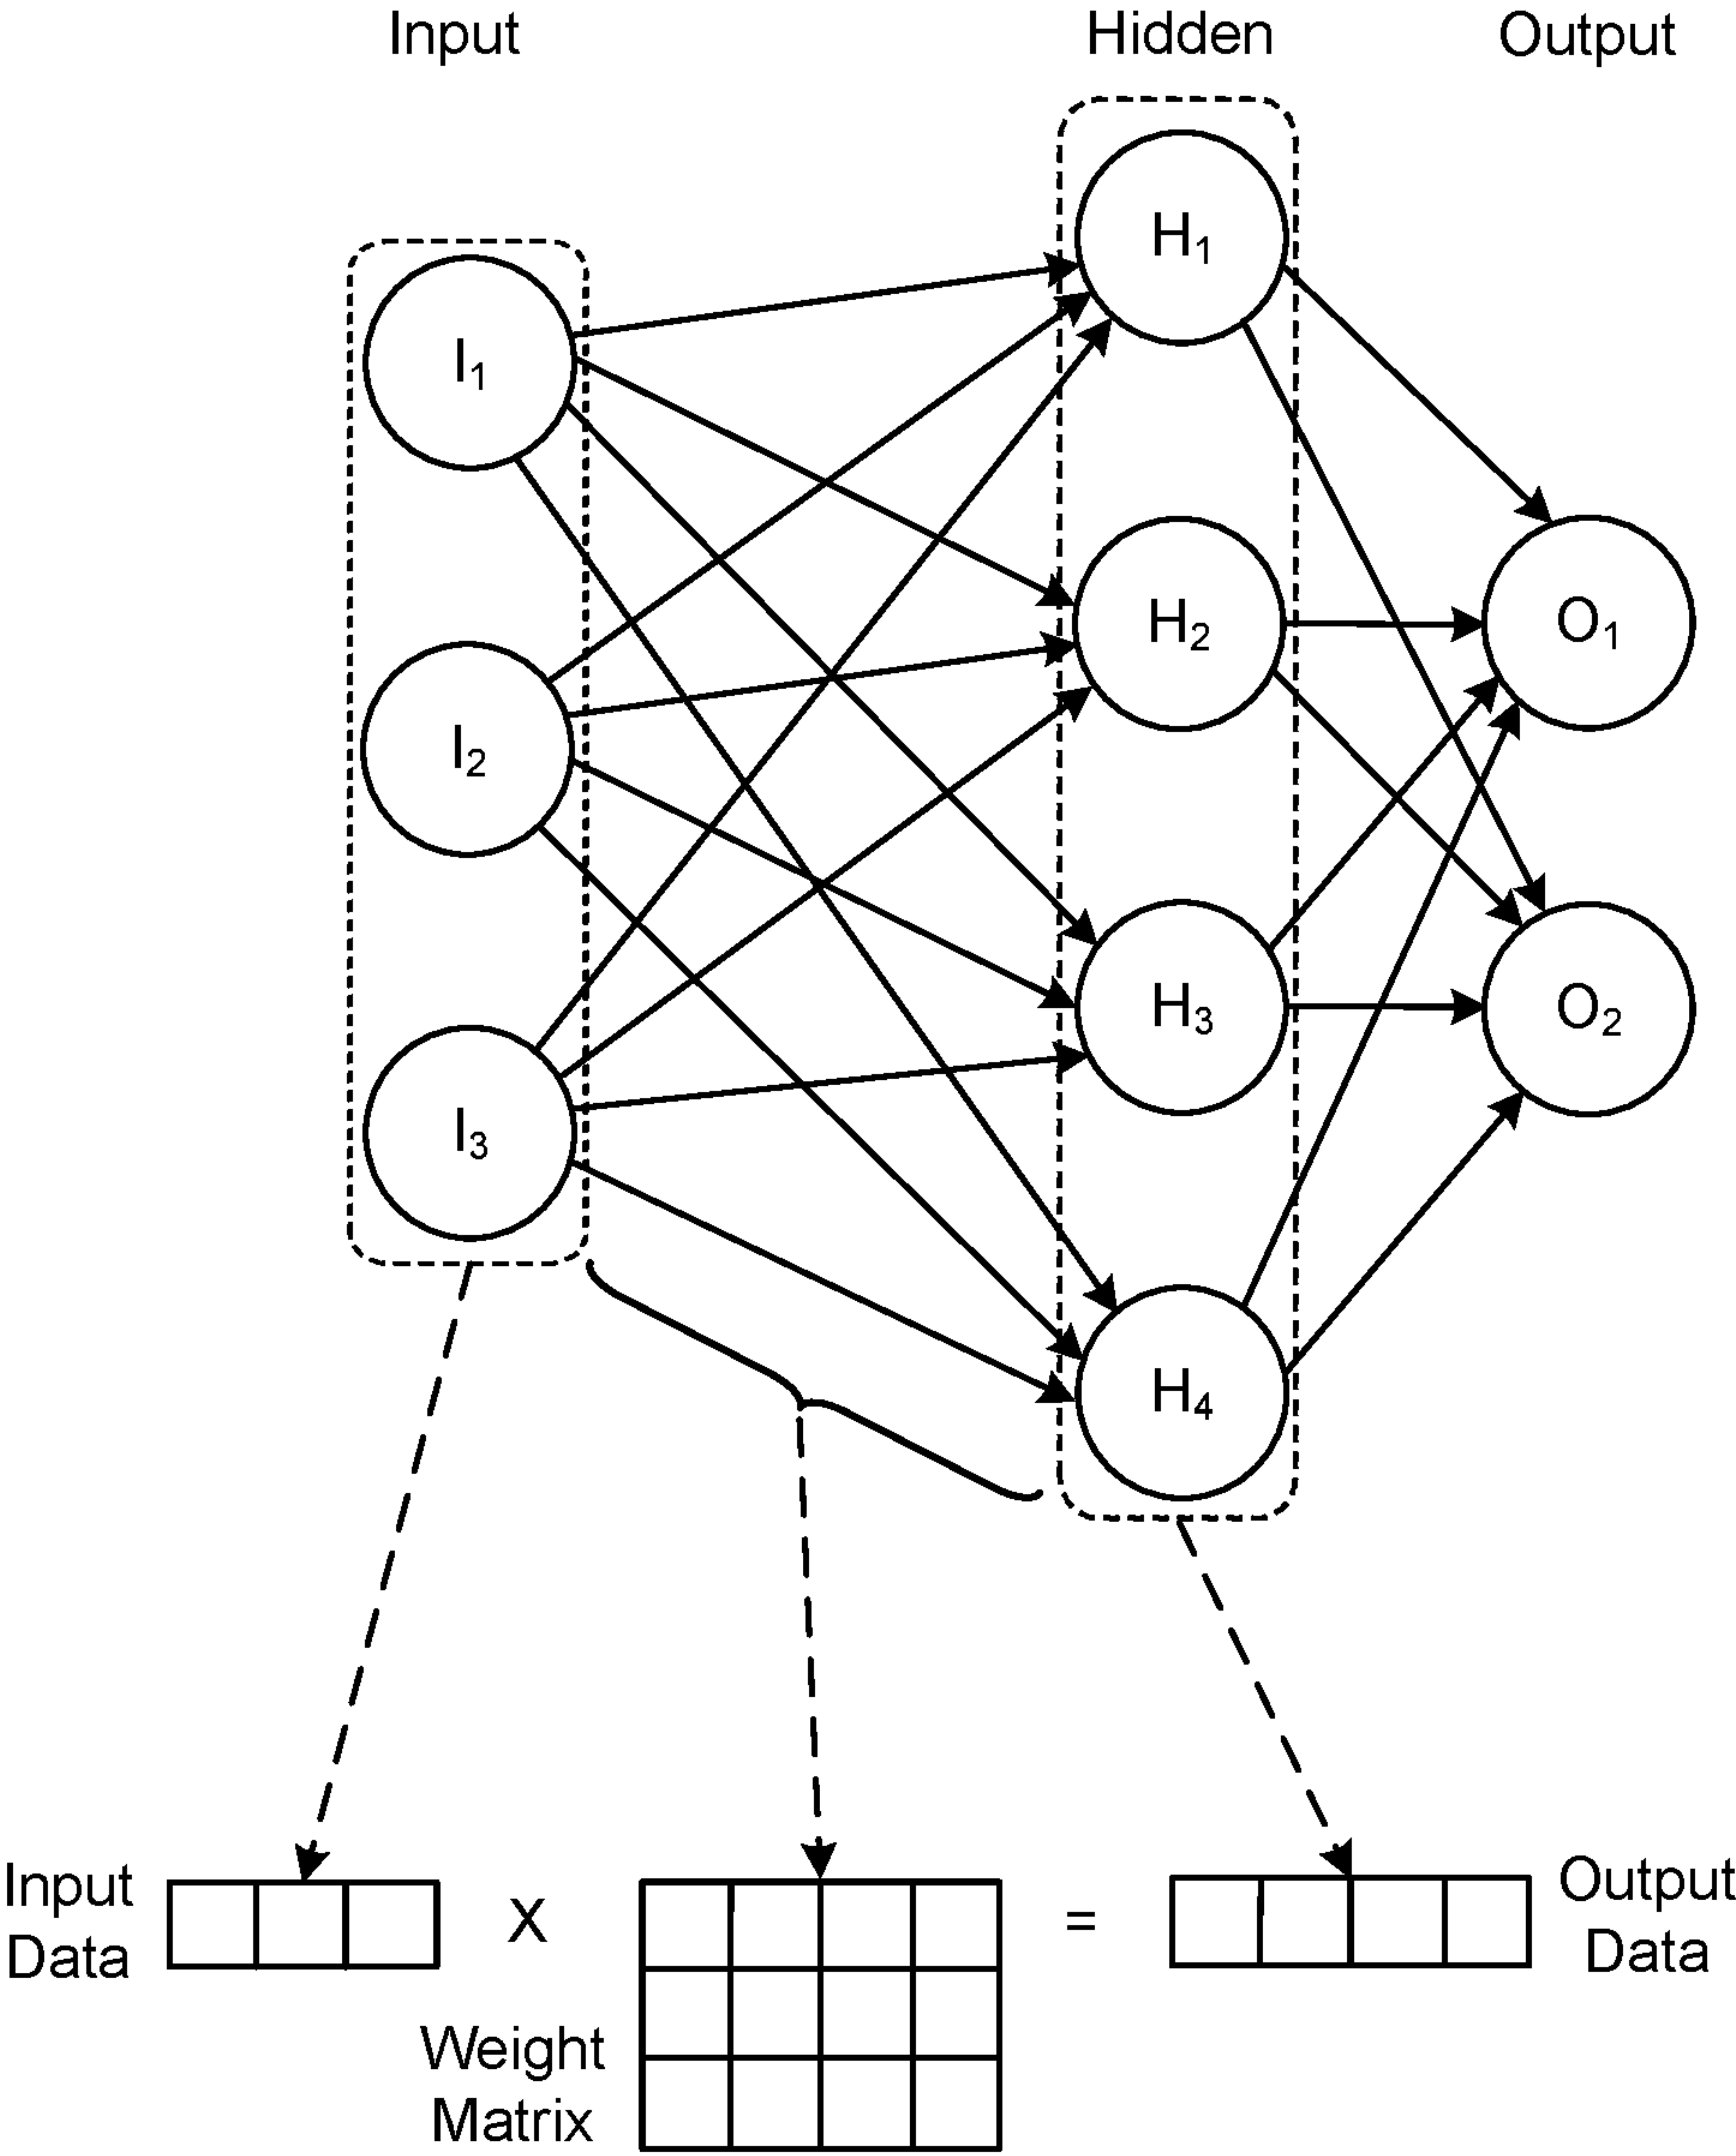 Input
Hidden
Output
H₁
I₁
H₂
O₁
I₂
H₃
O₂
I₃
H₄
Input
Data
X
=
Output
Data
Weight
Matrix